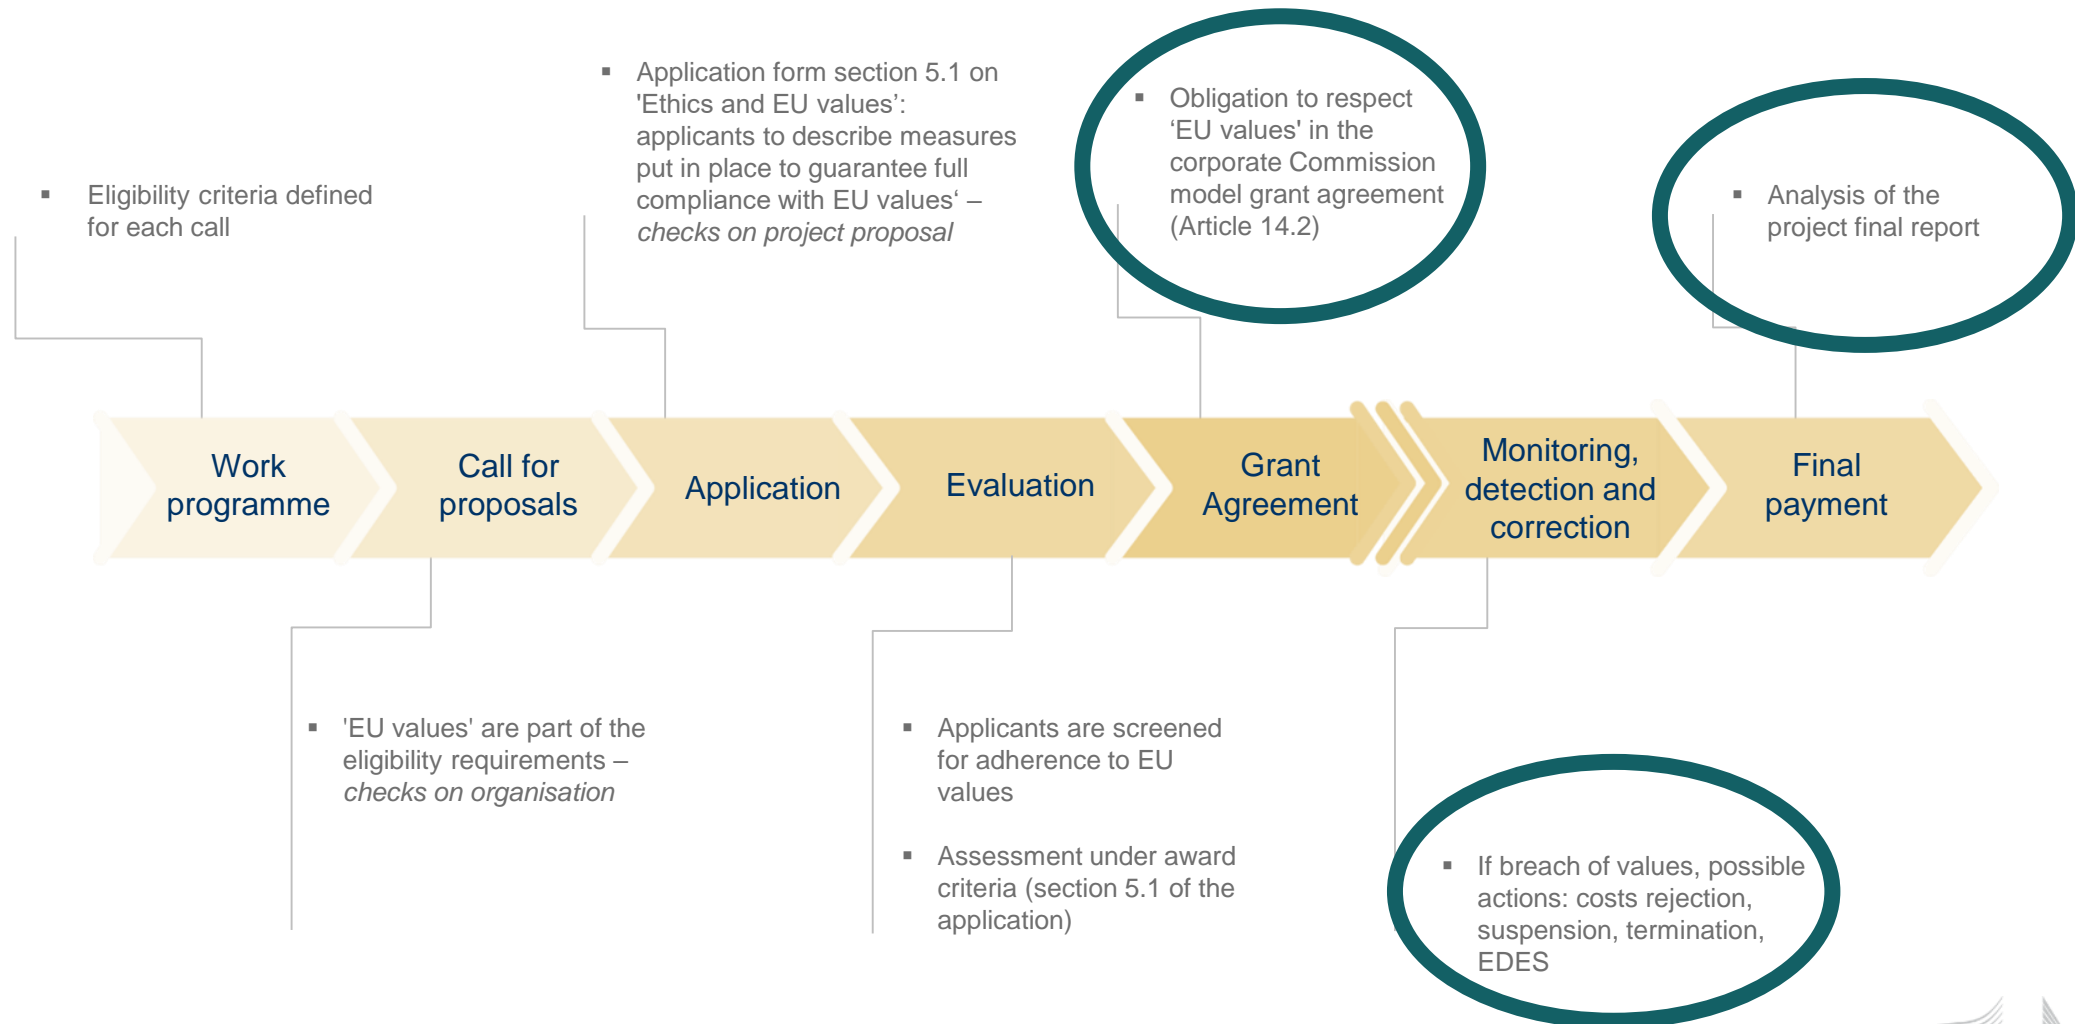 ▪ Application form section 5.1 on
'Ethics and EU values’:
applicants to describe measures
put in place to guarantee full
compliance with EU values‘ –
checks on project proposal
▪ Obligation to respect
‘EU values' in the
corporate Commission
model grant agreement
(Article 14.2)
▪ Eligibility criteria defined
for each call
▪ Analysis of the
project final report
Work
programme
Call for
proposals
Application
Evaluation
Grant
Agreement
Monitoring,
detection and
correction
Final
payment
▪ 'EU values' are part of the
eligibility requirements –
checks on organisation
▪ Applicants are screened
for adherence to EU
values
▪ Assessment under award
criteria (section 5.1 of the
application)
▪ If breach of values, possible
actions: costs rejection,
suspension, termination,
EDES